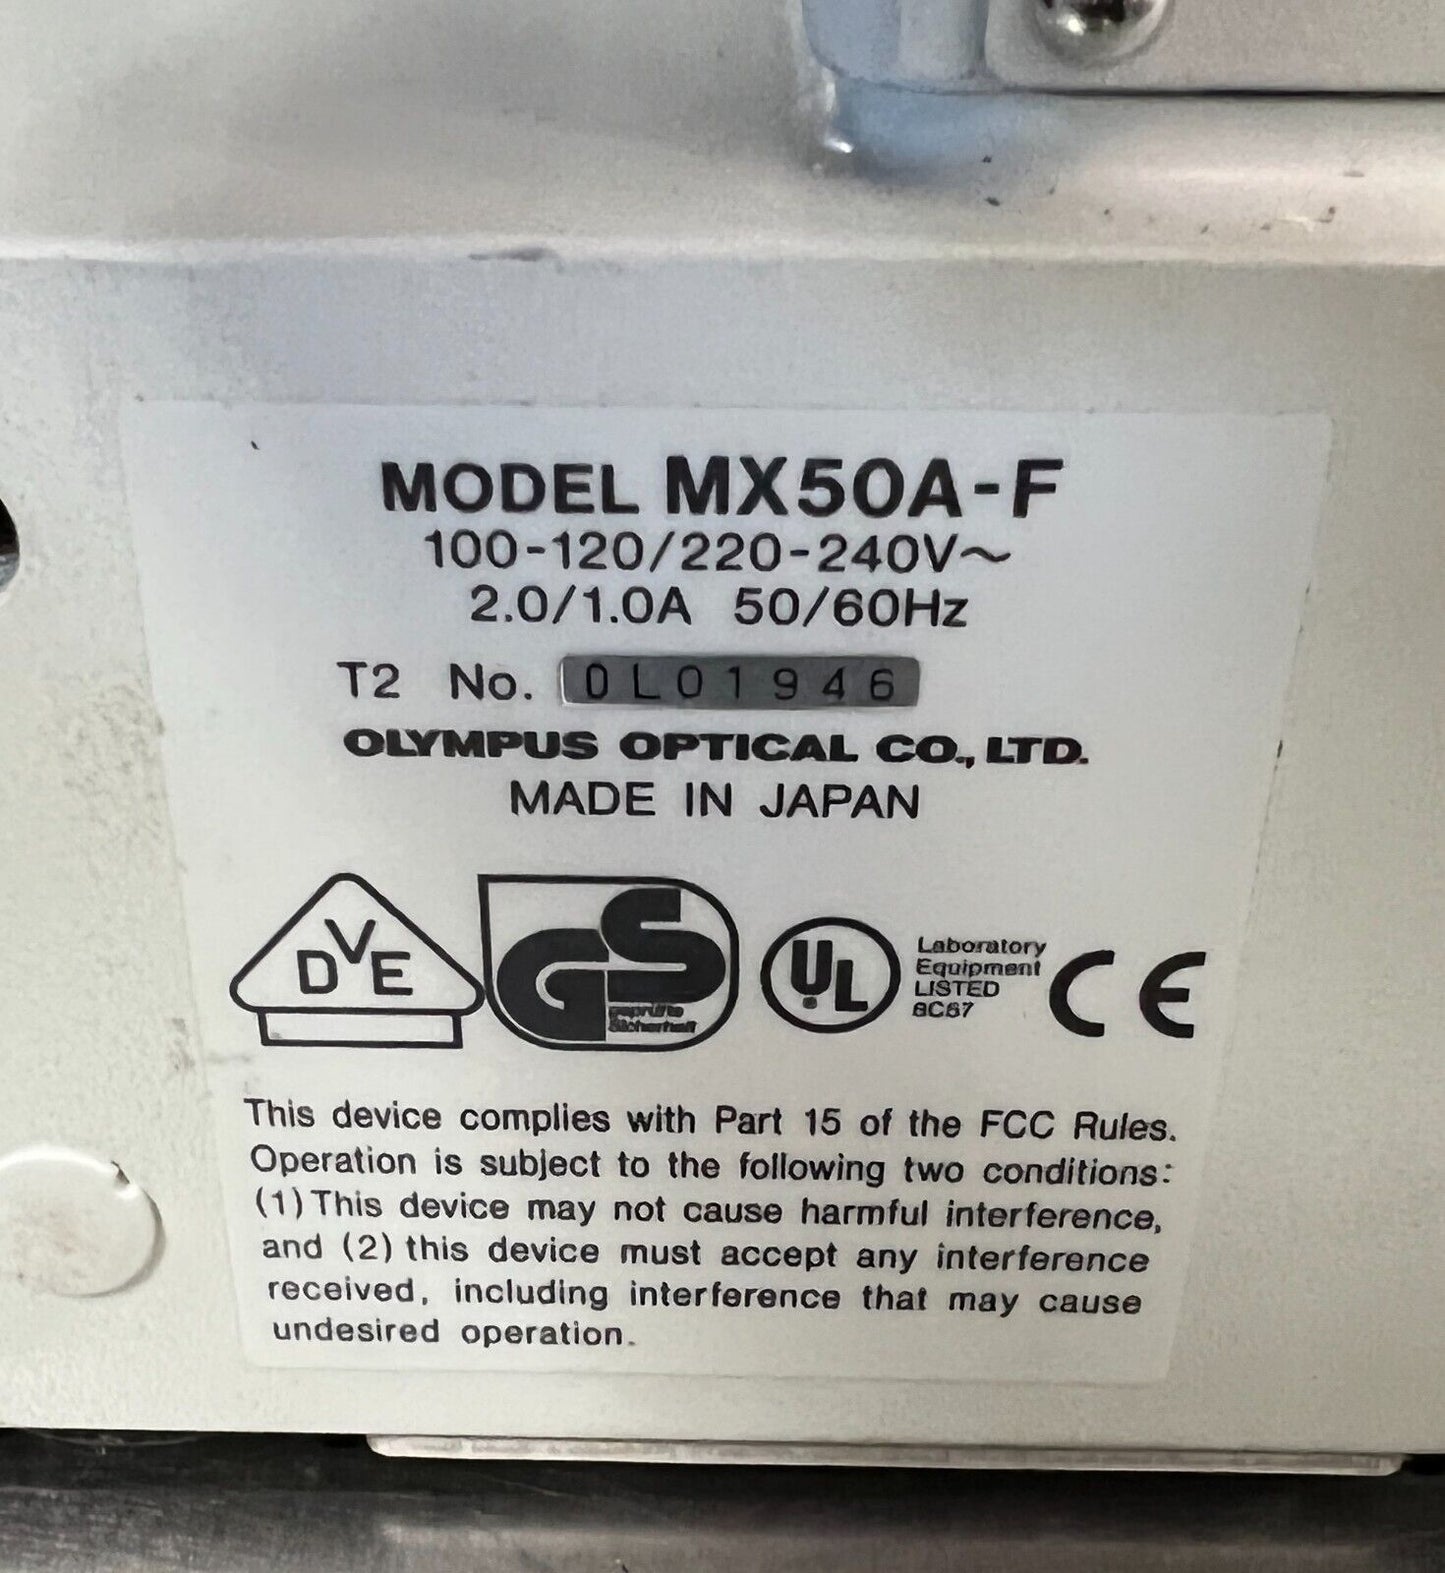 MODEL MX50A-F
100-120/220-240V~
2.0/1.0A 50/60Hz
T2 No. 0L01946
OLYMPUS OPTICAL CO., LTD.
MADE IN JAPAN
DVE
GS
geprüfte
Sicherheit
UL
Laboratory
Equipment
LISTED
8C67
CE
This device complies with Part 15 of the FCC Rules.
Operation is subject to the following two conditions:
(1) This device may not cause harmful interference,
and (2) this device must accept any interference
received, including interference that may cause
undesired operation.